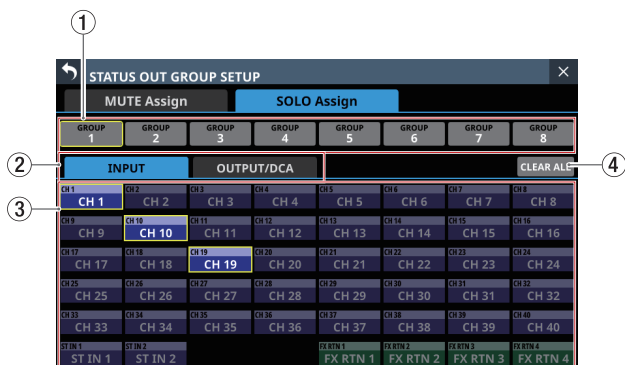 1
STATUS OUT GROUP SETUP ×
MUTE Assign SOLO Assign
GROUP GROUP GROUP GROUP GROUP GROUP GROUP GROUP
1 2 3 4 5 6 7 8
2 INPUT OUTPUT/DCA CLEAR ALL 4
CH 1 CH 2 CH 3 CH 4 CH 5 CH 6 CH 7 CH 8
3 CH 1 CH 2 CH 3 CH 4 CH 5 CH 6 CH 7 CH 8
CH 9 CH 10 CH 11 CH 12 CH 13 CH 14 CH 15 CH 16
CH 9 CH 10 CH 11 CH 12 CH 13 CH 14 CH 15 CH 16
CH 17 CH 18 CH 19 CH 20 CH 21 CH 22 CH 23 CH 24
CH 17 CH 18 CH 19 CH 20 CH 21 CH 22 CH 23 CH 24
CH 25 CH 26 CH 27 CH 28 CH 29 CH 30 CH 31 CH 32
CH 25 CH 26 CH 27 CH 28 CH 29 CH 30 CH 31 CH 32
CH 33 CH 34 CH 35 CH 36 CH 37 CH 38 CH 39 CH 40
CH 33 CH 34 CH 35 CH 36 CH 37 CH 38 CH 39 CH 40
ST IN 1 ST IN 2 FX RTN 1 FX RTN 2 FX RTN 3 FX RTN 4
ST IN 1 ST IN 2 FX RTN 1 FX RTN 2 FX RTN 3 FX RTN 4